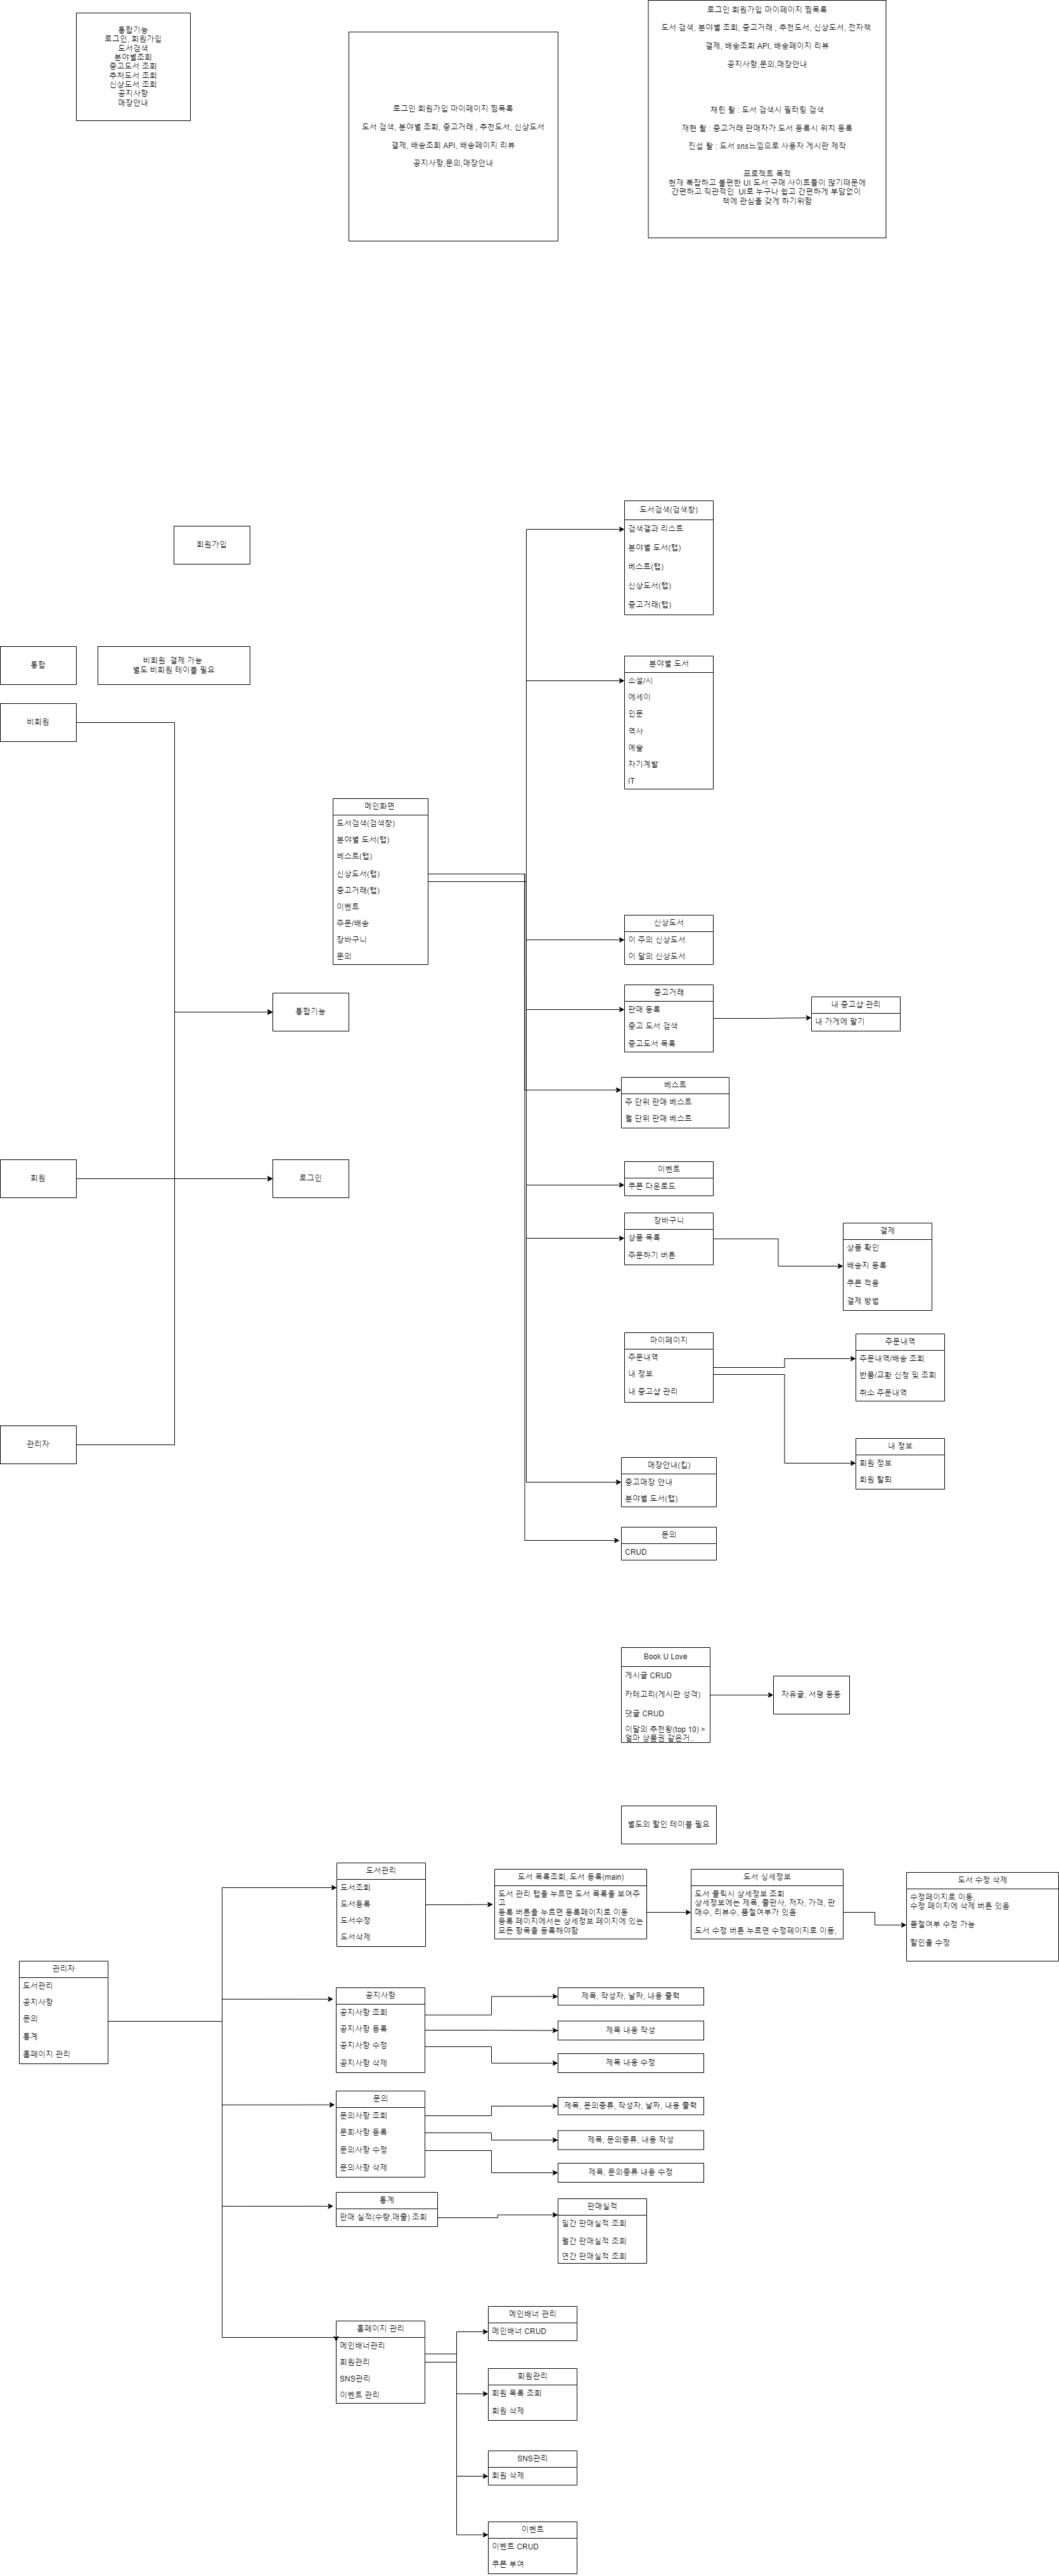 통합기능
로그인, 회원가입
도서검색
분야별조회
중고도서 조회
추처도서 조회
신상도서 조회
공지사항
매장안내
로그인 회원가입 마이페이지 찜목록
도서 검색, 분야별 조회, 중고거래 , 추천도서, 신상도서
결제, 배송조회 API, 배송페이지 리뷰
공지사항,문의,매장안내
로그인 회원가입 마이페이지 찜목록
도서 검색, 분야별 조회, 중고거래 , 추천도서, 신상도서, 전자책
결제, 배송조회 API, 배송페이지 리뷰
공지사항,문의,매장안내
채린 왈 : 도서 검색시 필터링 검색
재현 왈 : 중고거래 판매자가 도서 등록시 위치 등록
진섭 왈 : 도서 sns느낌으로 사용자 게시판 제작
프로젝트 목적
현재 복잡하고 불편한 UI 도서 구매 사이트들이 많기때문에
간편하고 직관적인 UI로 누구나 쉽고 간편하게 부담없이
책에 관심을 갖게 하기위함
회원가입
통합
비회원 결제 가능
별도 비회원 테이블 필요
비회원
회원
관리자
통합기능
로그인
메인화면
도서검색(검색창)
분야별 도서(탭)
베스트(탭)
신상도서(탭)
중고거래(탭)
이벤트
주문/배송
장바구니
문의
도서검색(검색창)
검색결과 리스트
분야별 도서(탭)
베스트(탭)
신상도서(탭)
중고거래(탭)
분야별 도서
소설/시
에세이
인문
역사
예술
자기계발
IT
신상도서
이 주의 신상도서
이 달의 신상도서
중고거래
판매 등록
중고 도서 검색
중고도서 목록
내 중고샵 관리
내 가게에 팔기
베스트
주 단위 판매 베스트
월 단위 판매 베스트
이벤트
쿠폰 다운로드
장바구니
상품 목록
주문하기 버튼
결제
상품 확인
배송지 등록
쿠폰 적용
결제 방법
마이페이지
주문내역
내 정보
내 중고샵 관리
주문내역
주문내역/배송 조회
반품/교환 신청 및 조회
취소 주문내역
내 정보
회원 정보
회원 탈퇴
매장안내(킵)
중고매장 안내
분야별 도서(탭)
문의
CRUD
Book U Love
게시글 CRUD
카테고리(게시판 성격)
댓글 CRUD
이달의 추천왕(top 10) >
얼마 상품권 같은거..
자유글, 서평 등등
별도의 할인 테이블 필요
도서관리
도서조회
도서등록
도서수정
도서삭제
도서 목록조회, 도서 등록(main)
도서 관리 탭을 누르면 도서 목록을 보여주
고
등록 버튼을 누르면 등록페이지로 이동
등록 페이지에서는 상세정보 페이지에 있는
모든 항목을 등록해야함
도서 상세정보
도서 클릭시 상세정보 조회
상세정보에는 제목, 출판사, 저자, 가격, 판
매수, 리뷰수, 품절여부가 있음
도서 수정 버튼 누르면 수정페이지로 이동,
도서 수정 삭제
수정페이지로 이동,
수정 페이지에 삭제 버튼 있음
품절여부 수정 가능
할인율 수정
관리자
도서관리
공지사항
문의
통계
홈페이지 관리
공지사항
공지사항 조회
공지사항 등록
공지사항 수정
공지사항 삭제
제목, 작성자, 날짜, 내용 출력
제목 내용 작성
제목 내용 수정
문의
문의사항 조회
문희사항 등록
문의사항 수정
문의사항 삭제
제목, 문의종류, 작성자, 날짜, 내용 출력
제목, 문의종류, 내용 작성
제목, 문의종류 내용 수정
통계
판매 실적(수량,매출) 조회
판매실적
일간 판매실적 조회
월간 판매실적 조회
연간 판매실적 조회
홈페이지 관리
메인배너관리
회원관리
SNS관리
이벤트 관리
메인배너 관리
메인배너 CRUD
회원관리
회원 목록 조회
회원 삭제
SNS관리
회원 삭제
이벤트
이벤트 CRUD
쿠폰 부여